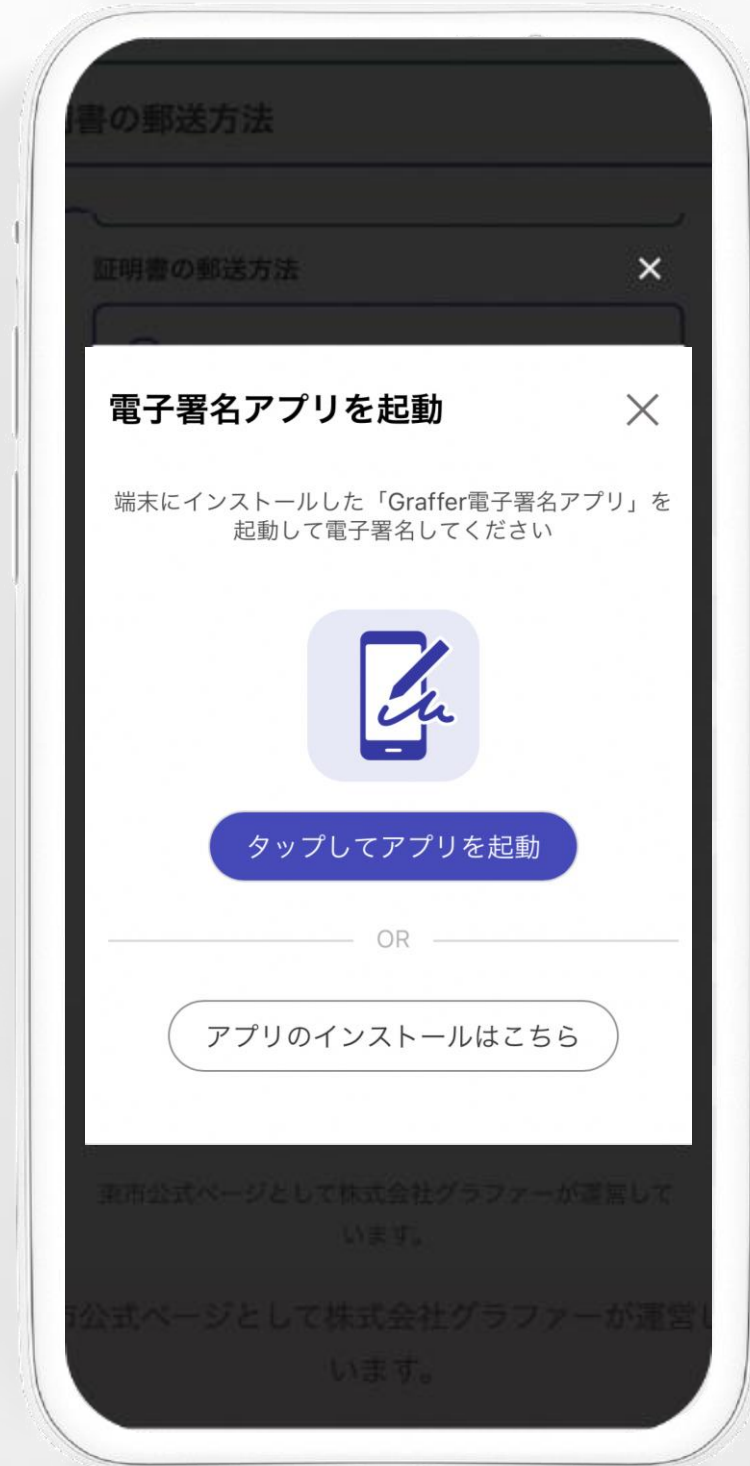 書の郵送方法
証明書の郵送方法
電子署名アプリを起動
端末にインストールした「Graffer電子署名アプリ」を
起動して電子署名してください
タップしてアプリを起動
OR
アプリのインストールはこちら
東市公式ページとして株式会社グラファーが運営して
います。
市公式ページとして株式会社グラファーが運営し
います。